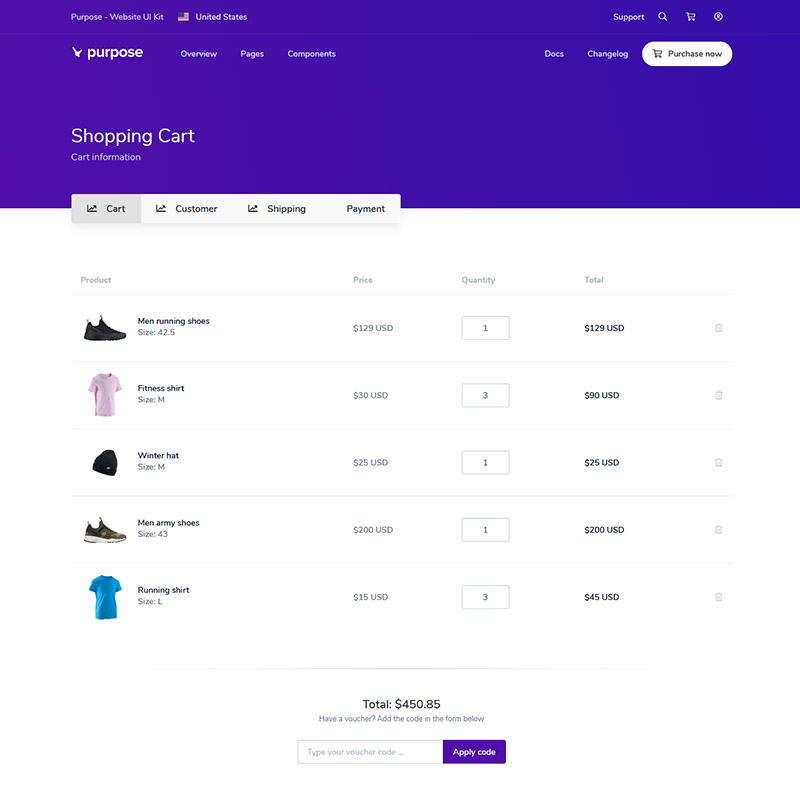 Purpose - Website UI Kit United States Support
purpose Overview Pages Components Docs Changelog Purchase now
Shopping Cart
Cart information
Cart Customer Shipping Payment
Product Price Quantity Total
Men running shoes
Size: 42.5
$129 USD 1 $129 USD
Fitness shirt
Size: M
$30 USD 3 $90 USD
Winter hat
Size: M
$25 USD 1 $25 USD
Men army shoes
Size: 43
$200 USD 1 $200 USD
Running shirt
Size: L
$15 USD 3 $45 USD
Total: $450.85
Have a voucher? Add the code in the form below
Type your voucher code ... Apply code